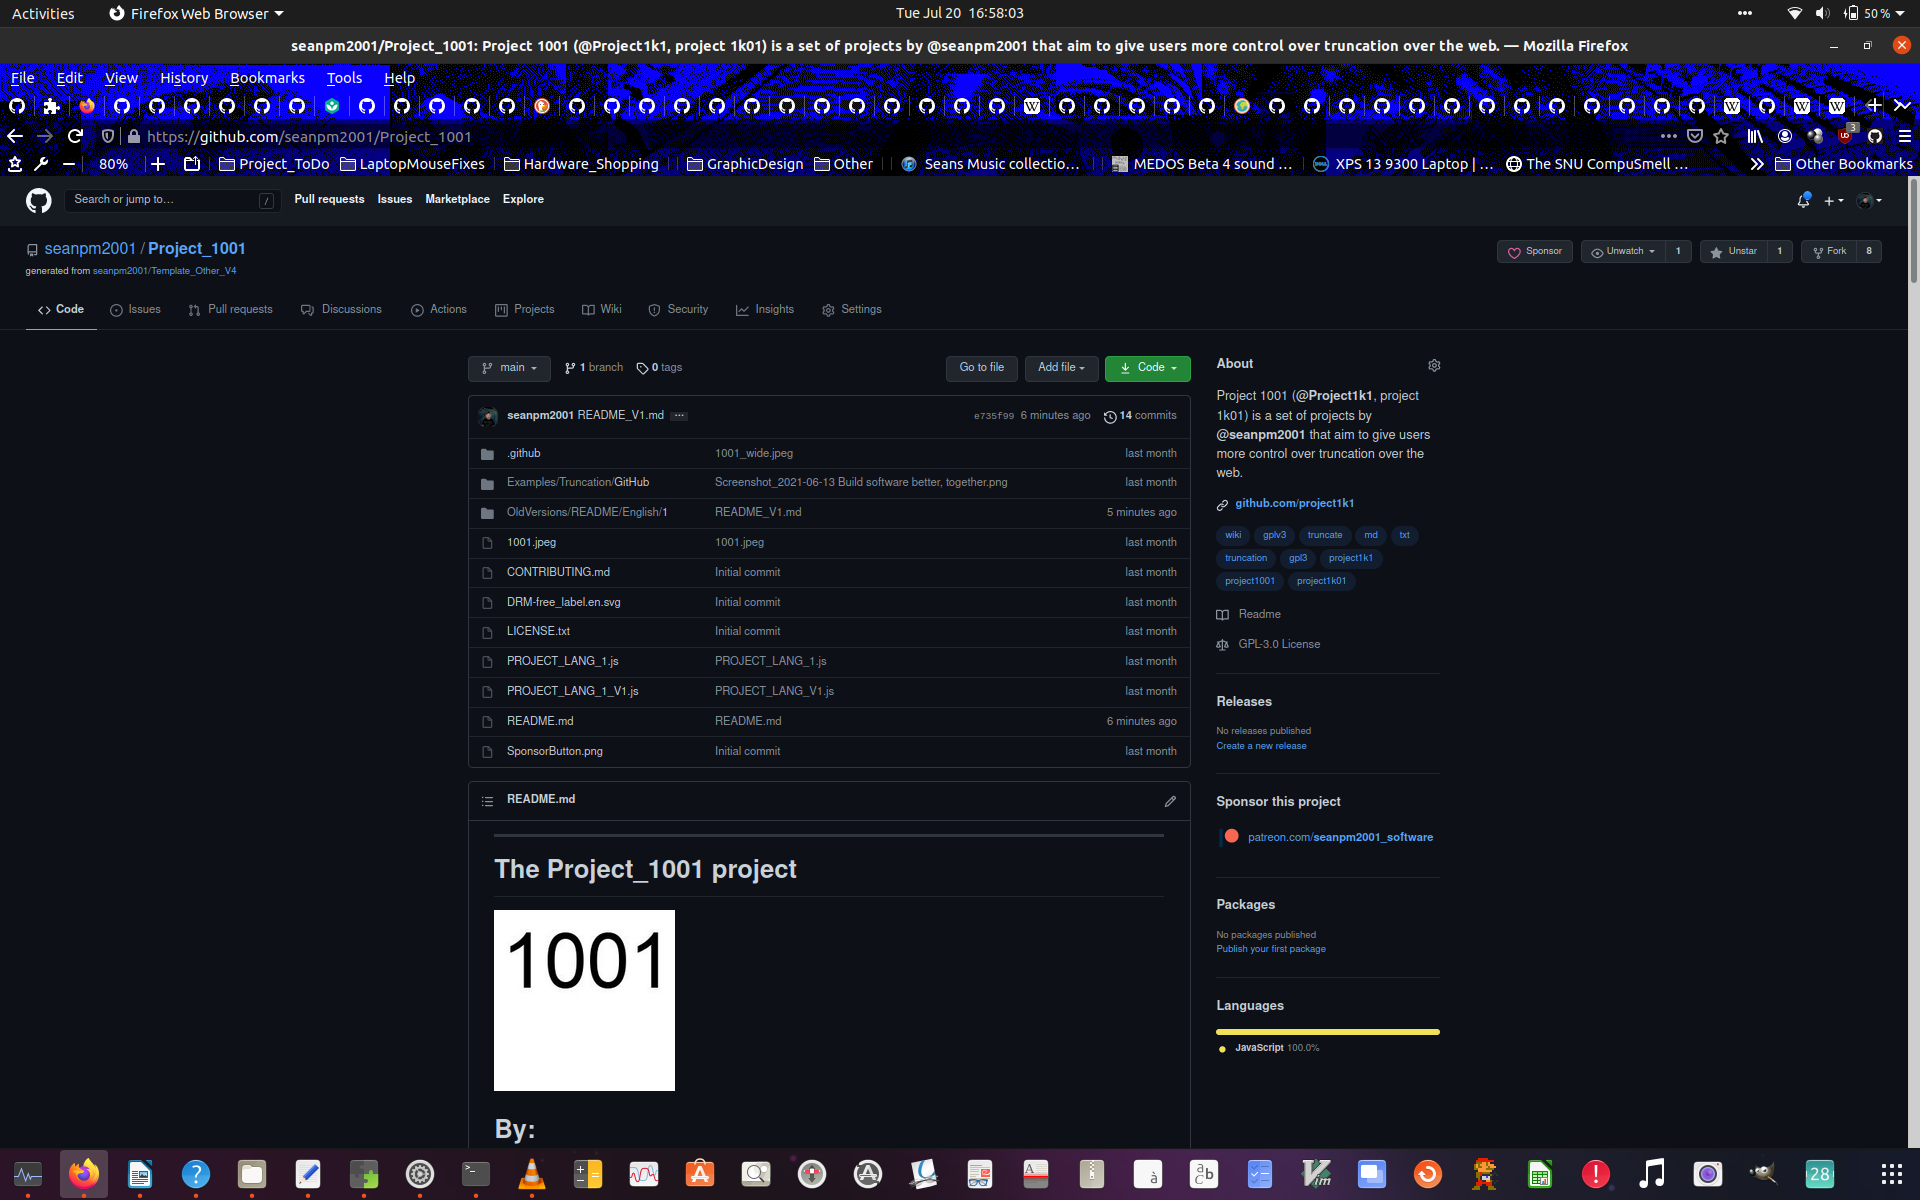 Activities
Firefox Web Browser
Tue Jul 20 16:58:03
50 %
seanpm2001/Project_1001: Project 1001 (@Project1k1, project 1k01) is a set of projects by @seanpm2001 that aim to give users more control over truncation over the web. — Mozilla Firefox
File Edit View History Bookmarks Tools Help
https://github.com/seanpm2001/Project_1001
3
80%
Project_ToDo
LaptopMouseFixes
Hardware_Shopping
GraphicDesign
Other
Seans Music collectio…
MEDOS Beta 4 sound …
XPS 13 9300 Laptop | …
The SNU CompuSmell …
Other Bookmarks
Search or jump to…
/
Pull requests Issues Marketplace Explore
seanpm2001 / Project_1001
generated from seanpm2001/Template_Other_V4
Sponsor
Unwatch 1
Unstar 1
Fork 8
Code
Issues
Pull requests
Discussions
Actions
Projects
Wiki
Security
Insights
Settings
main
1 branch
0 tags
Go to file
Add file
Code
seanpm2001 README_V1.md ...
e735f99 6 minutes ago
14 commits
.github 1001_wide.jpeg last month
Examples/Truncation/GitHub Screenshot_2021-06-13 Build software better, together.png last month
OldVersions/README/English/1 README_V1.md 5 minutes ago
1001.jpeg 1001.jpeg last month
CONTRIBUTING.md Initial commit last month
DRM-free_label.en.svg Initial commit last month
LICENSE.txt Initial commit last month
PROJECT_LANG_1.js PROJECT_LANG_1.js last month
PROJECT_LANG_1_V1.js PROJECT_LANG_V1.js last month
README.md README.md 6 minutes ago
SponsorButton.png Initial commit last month
README.md
The Project_1001 project
1001
By:
About
Project 1001 (@Project1k1, project
1k01) is a set of projects by
@seanpm2001 that aim to give users
more control over truncation over the
web.
github.com/project1k1
wiki gplv3 truncate md txt
truncation gpl3 project1k1
project1001 project1k01
Readme
GPL-3.0 License
Releases
No releases published
Create a new release
Sponsor this project
patreon.com/seanpm2001_software
Packages
No packages published
Publish your first package
Languages
JavaScript 100.0%
28